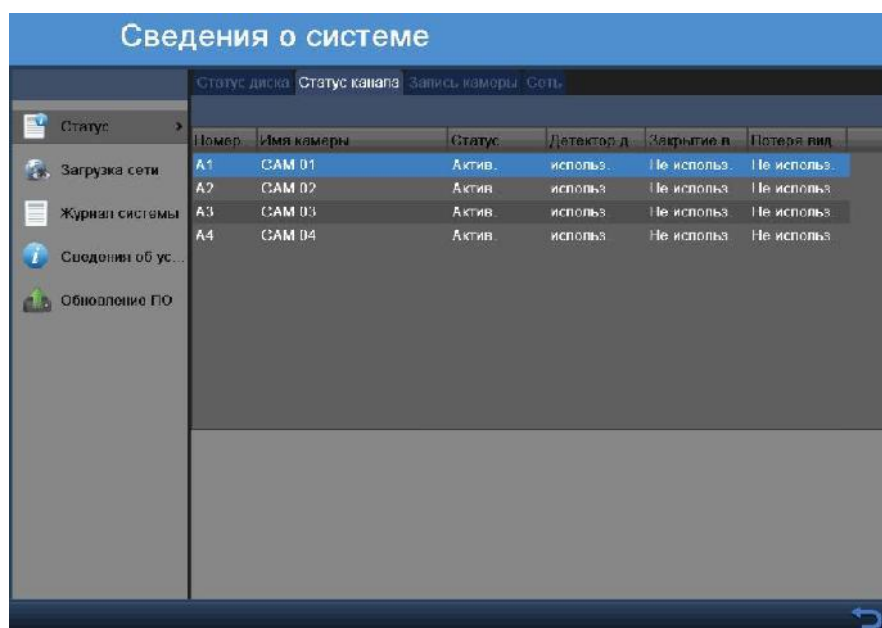 Сведения о системе
Статус диска Статус канала Запись камеры Сеть
Статус >
Загрузка сети
Журнал системы
Сведения об ус...
Обновление ПО
Номер Имя камеры Статус Детектор д Закрытие в Потеря вид
A1 CAM 01 Актив. использ. Не использ. Не использ.
A2 CAM 02 Актив. использ. Не использ. Не использ.
A3 CAM 03 Актив. использ. Не использ. Не использ.
A4 CAM 04 Актив. использ. Не использ. Не использ.